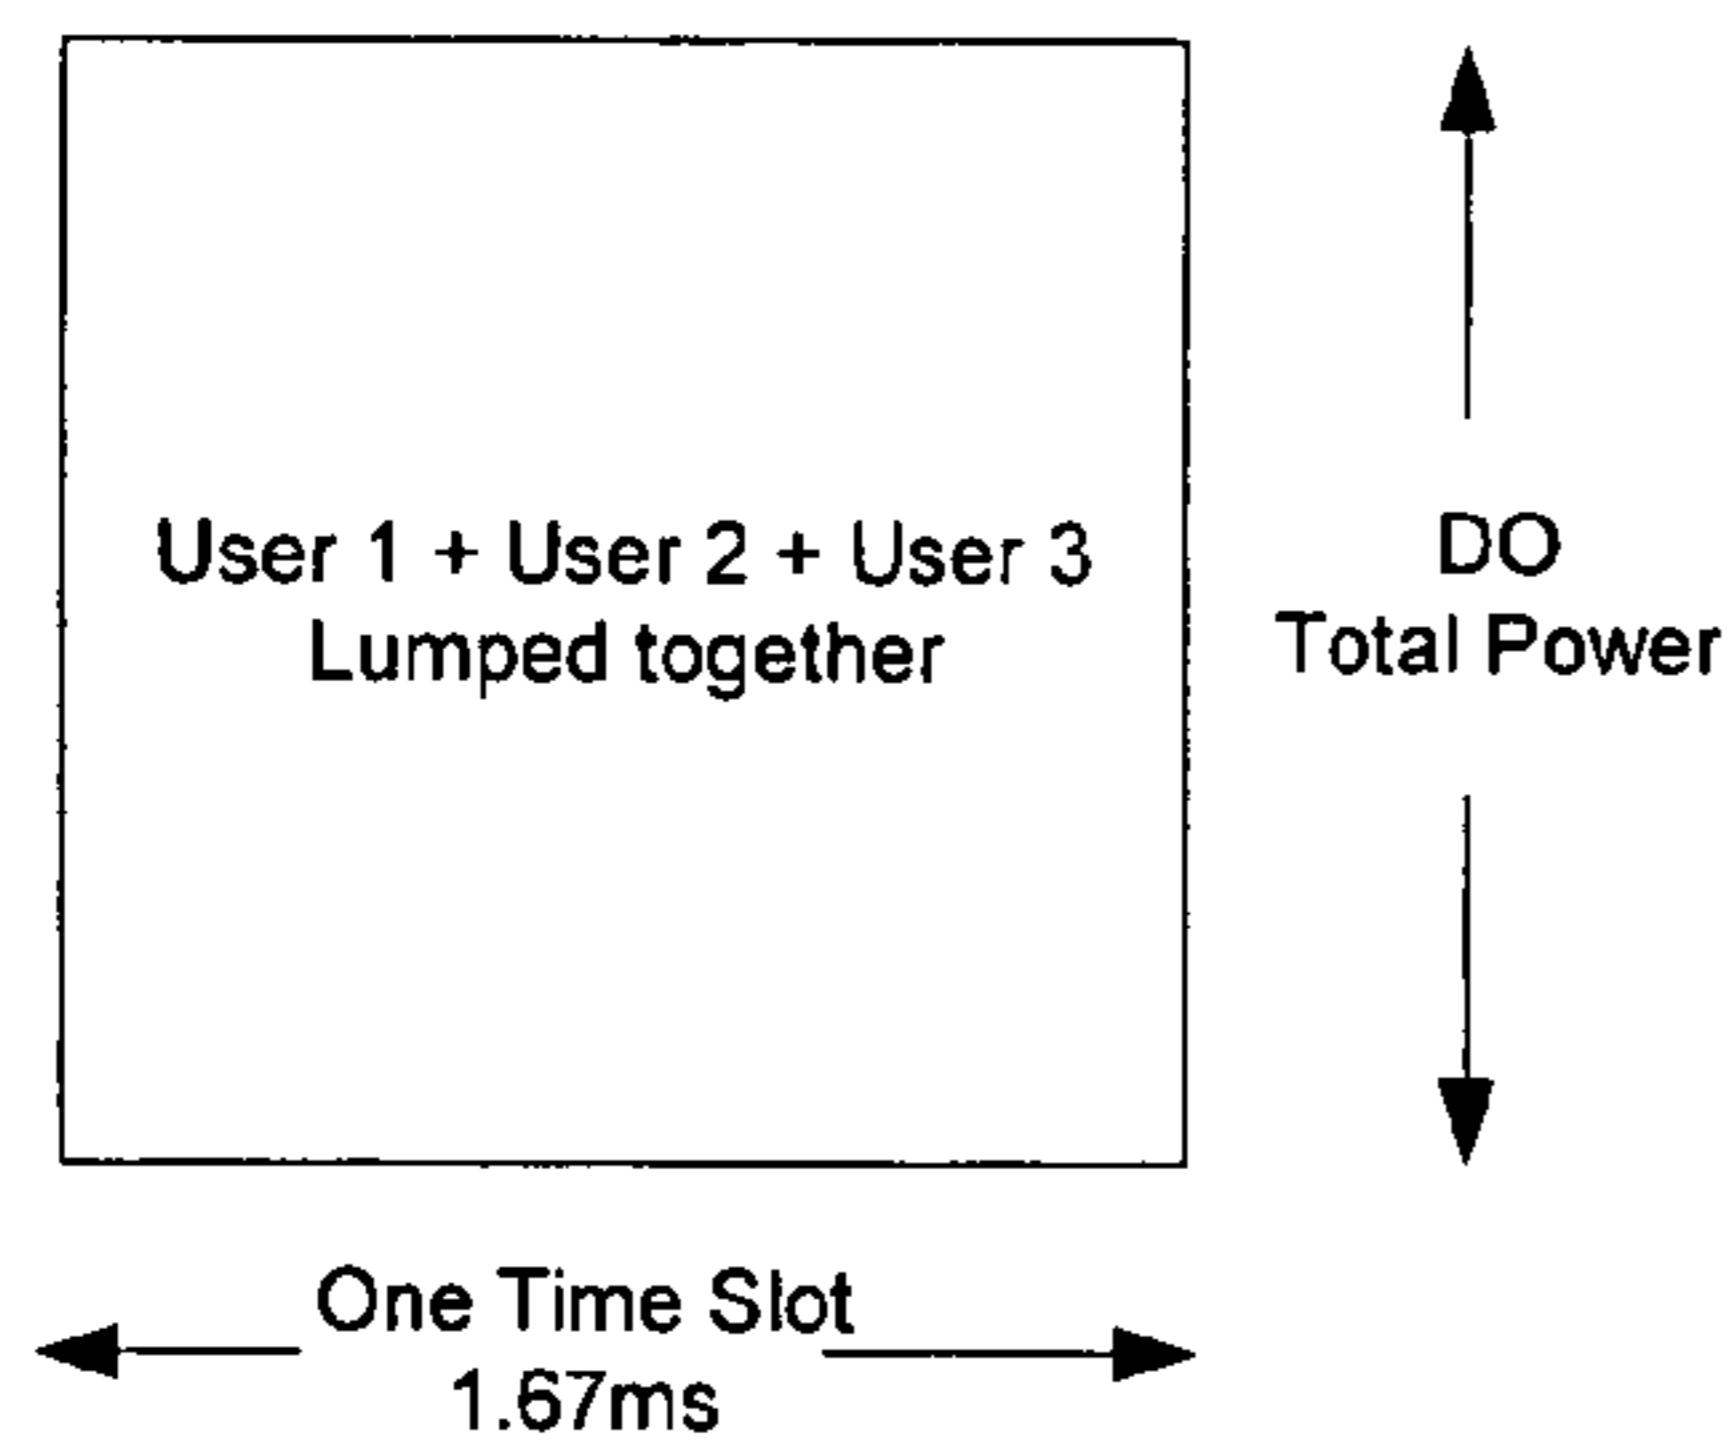 User 1 + User 2 + User 3
Lumped together
DO
Total Power
One Time Slot
1.67ms